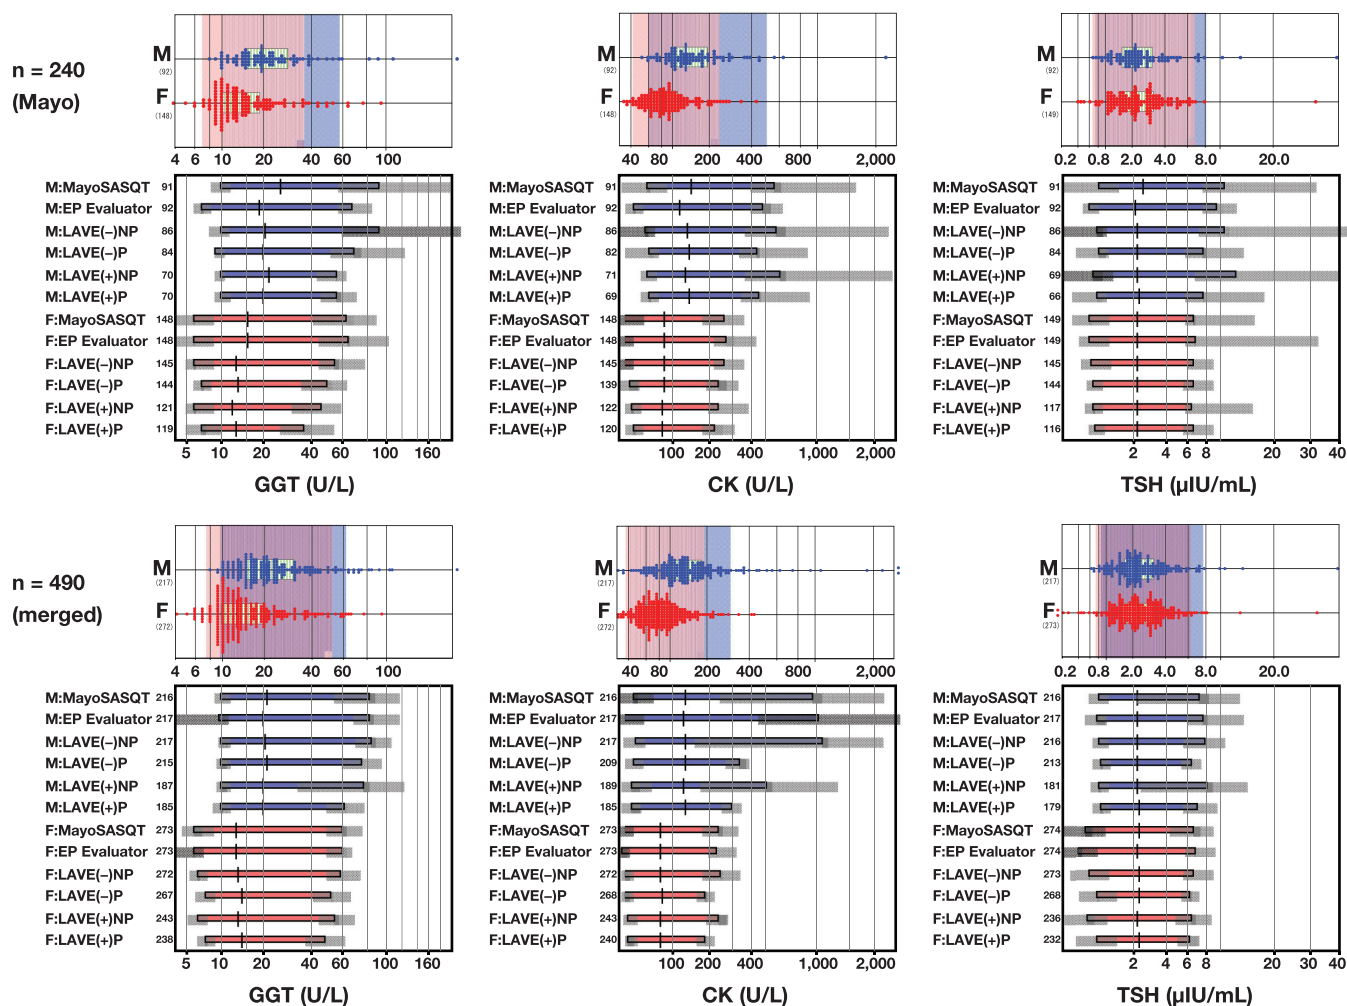 n = 240
(Mayo)
M
(92)
F
(148)
4 6 10 20 40 60 100
M
(92)
F
(148)
40 80 200 400 800 2,000
M
(92)
F
(149)
0.2 0.8 2.0 4.0 8.0 20.0
M:MayoSASQT 91
M:EP Evaluator 92
M:LAVE(–)NP 86
M:LAVE(–)P 84
M:LAVE(+)NP 70
M:LAVE(+)P 70
F:MayoSASQT 148
F:EP Evaluator 148
F:LAVE(–)NP 145
F:LAVE(–)P 144
F:LAVE(+)NP 121
F:LAVE(+)P 119
5 10 20 40 60 100 160
GGT (U/L)
M:MayoSASQT 91
M:EP Evaluator 92
M:LAVE(–)NP 86
M:LAVE(–)P 82
M:LAVE(+)NP 71
M:LAVE(+)P 69
F:MayoSASQT 148
F:EP Evaluator 148
F:LAVE(–)NP 145
F:LAVE(–)P 139
F:LAVE(+)NP 122
F:LAVE(+)P 120
100 200 400 1,000 2,000
CK (U/L)
M:MayoSASQT 91
M:EP Evaluator 92
M:LAVE(–)NP 86
M:LAVE(–)P 84
M:LAVE(+)NP 69
M:LAVE(+)P 66
F:MayoSASQT 149
F:EP Evaluator 149
F:LAVE(–)NP 145
F:LAVE(–)P 144
F:LAVE(+)NP 117
F:LAVE(+)P 116
2 4 6 8 10 20 30 40
TSH (μIU/mL)
n = 490
(merged)
M
(217)
F
(272)
4 6 10 20 40 60 100
M
(217)
F
(272)
40 80 200 400 800 2,000
M
(217)
F
(273)
0.2 0.8 2.0 4.0 8.0 20.0
M:MayoSASQT 216
M:EP Evaluator 217
M:LAVE(–)NP 217
M:LAVE(–)P 215
M:LAVE(+)NP 187
M:LAVE(+)P 185
F:MayoSASQT 273
F:EP Evaluator 273
F:LAVE(–)NP 272
F:LAVE(–)P 267
F:LAVE(+)NP 243
F:LAVE(+)P 238
5 10 20 40 60 100 160
GGT (U/L)
M:MayoSASQT 216
M:EP Evaluator 217
M:LAVE(–)NP 217
M:LAVE(–)P 209
M:LAVE(+)NP 189
M:LAVE(+)P 185
F:MayoSASQT 273
F:EP Evaluator 273
F:LAVE(–)NP 272
F:LAVE(–)P 268
F:LAVE(+)NP 243
F:LAVE(+)P 240
100 200 400 1,000 2,000
CK (U/L)
M:MayoSASQT 216
M:EP Evaluator 217
M:LAVE(–)NP 216
M:LAVE(–)P 213
M:LAVE(+)NP 181
M:LAVE(+)P 179
F:MayoSASQT 274
F:EP Evaluator 274
F:LAVE(–)NP 273
F:LAVE(–)P 268
F:LAVE(+)NP 236
F:LAVE(+)P 232
2 4 6 8 20 30 40
TSH (μIU/mL)